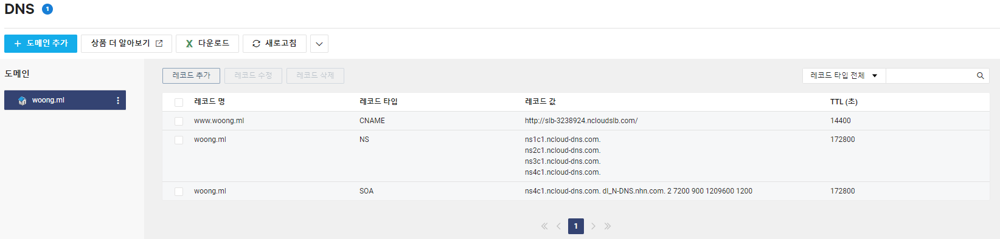 DNS 1
+ 도메인 추가 상품 더 알아보기 다운로드 새로고침
도메인
woong.ml
레코드 추가 레코드 수정 레코드 삭제 레코드 타입 전체
레코드 명 레코드 타입 레코드 값 TTL (초)
www.woong.ml CNAME http://slb-3238924.ncloudslb.com/ 14400
woong.ml NS ns1c1.ncloud-dns.com. 172800
ns2c1.ncloud-dns.com.
ns3c1.ncloud-dns.com.
ns4c1.ncloud-dns.com.
woong.ml SOA ns4c1.ncloud-dns.com. dl_N-DNS.nhn.com. 2 7200 900 1209600 1200 172800
1